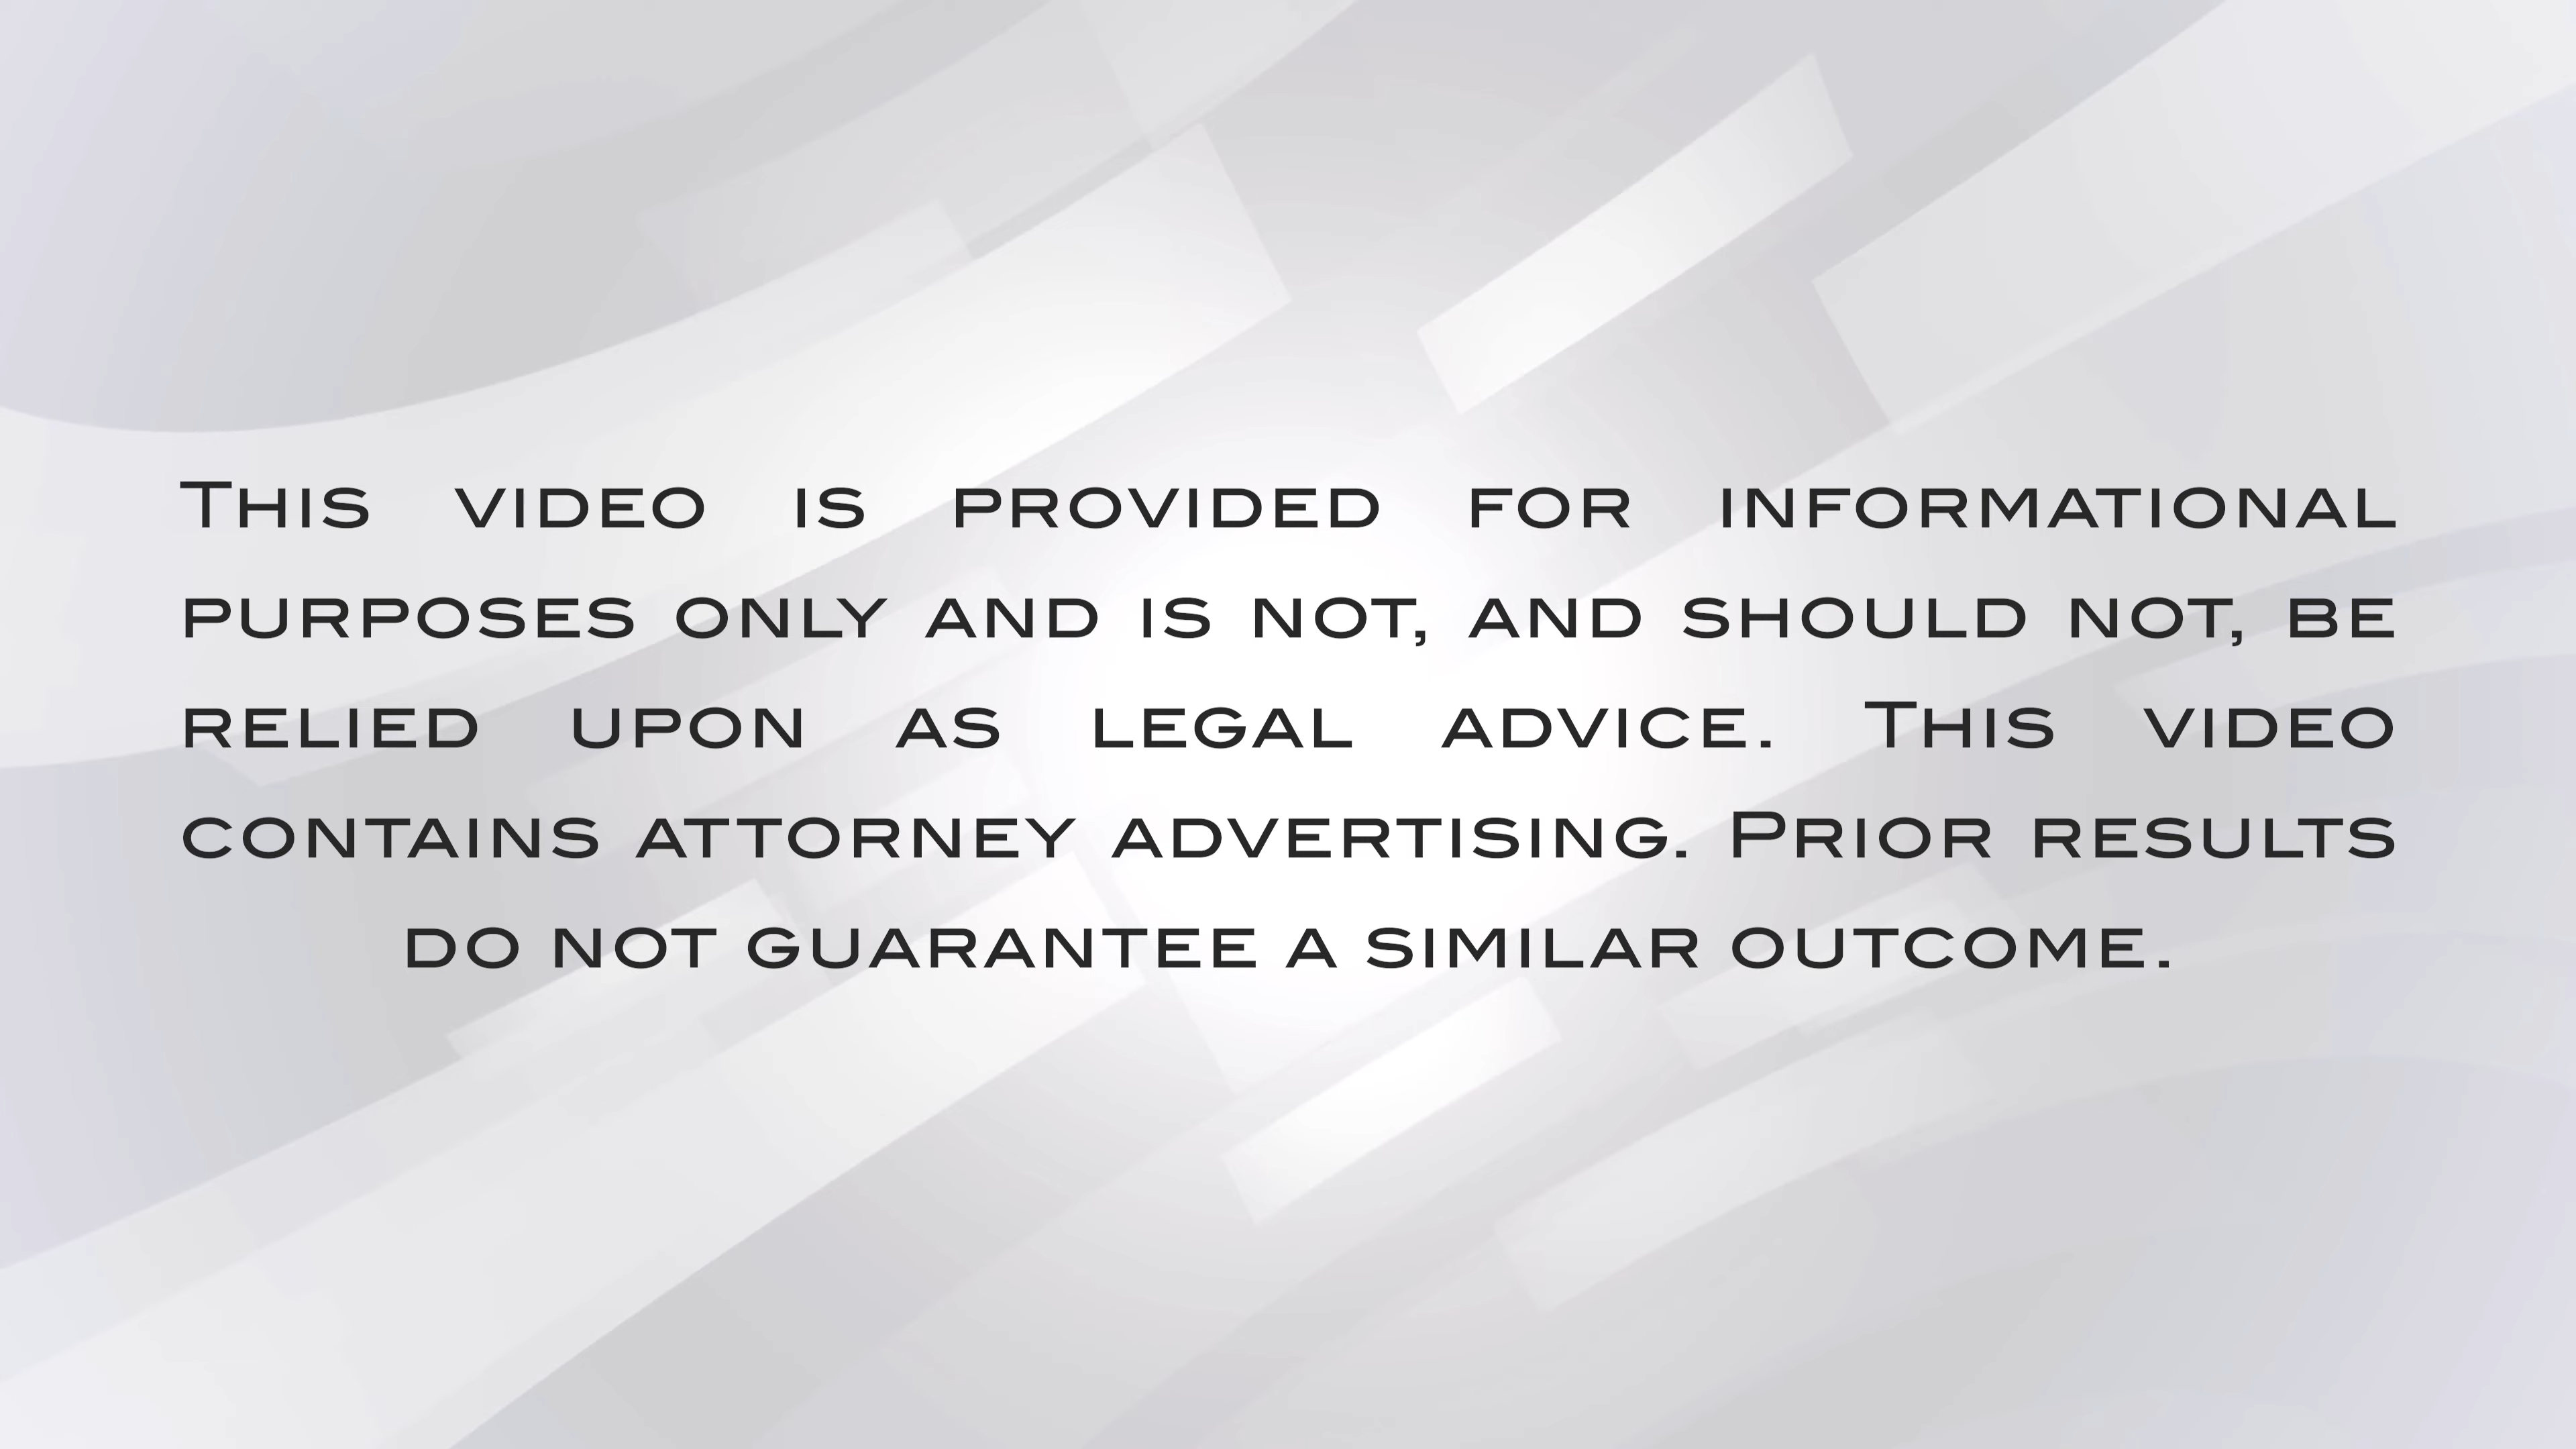 This video is provided for informational
purposes only and is not, and should not, be
relied upon as legal advice. This video
contains attorney advertising. Prior results
do not guarantee a similar outcome.